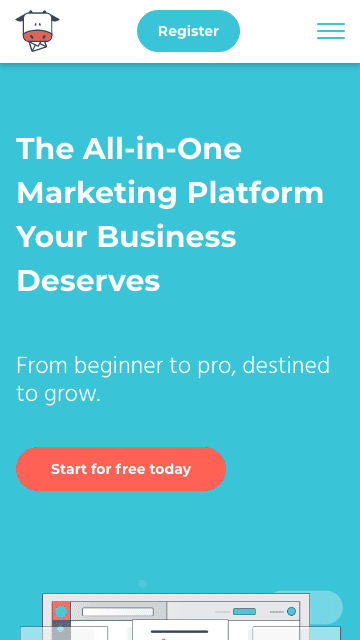 Register
The All-in-One
Marketing Platform
Your Business
Deserves
From beginner to pro, destined
to grow.
Start for free today